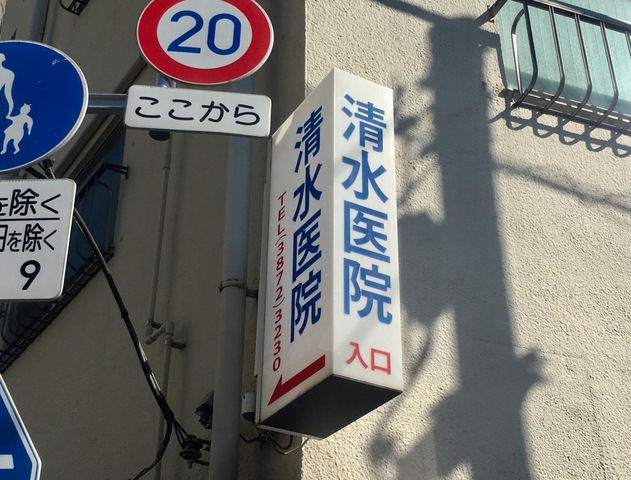 20
ここから
を除く
日を除く
9
清水医院
TEL(3872)3230
清水医院
入口